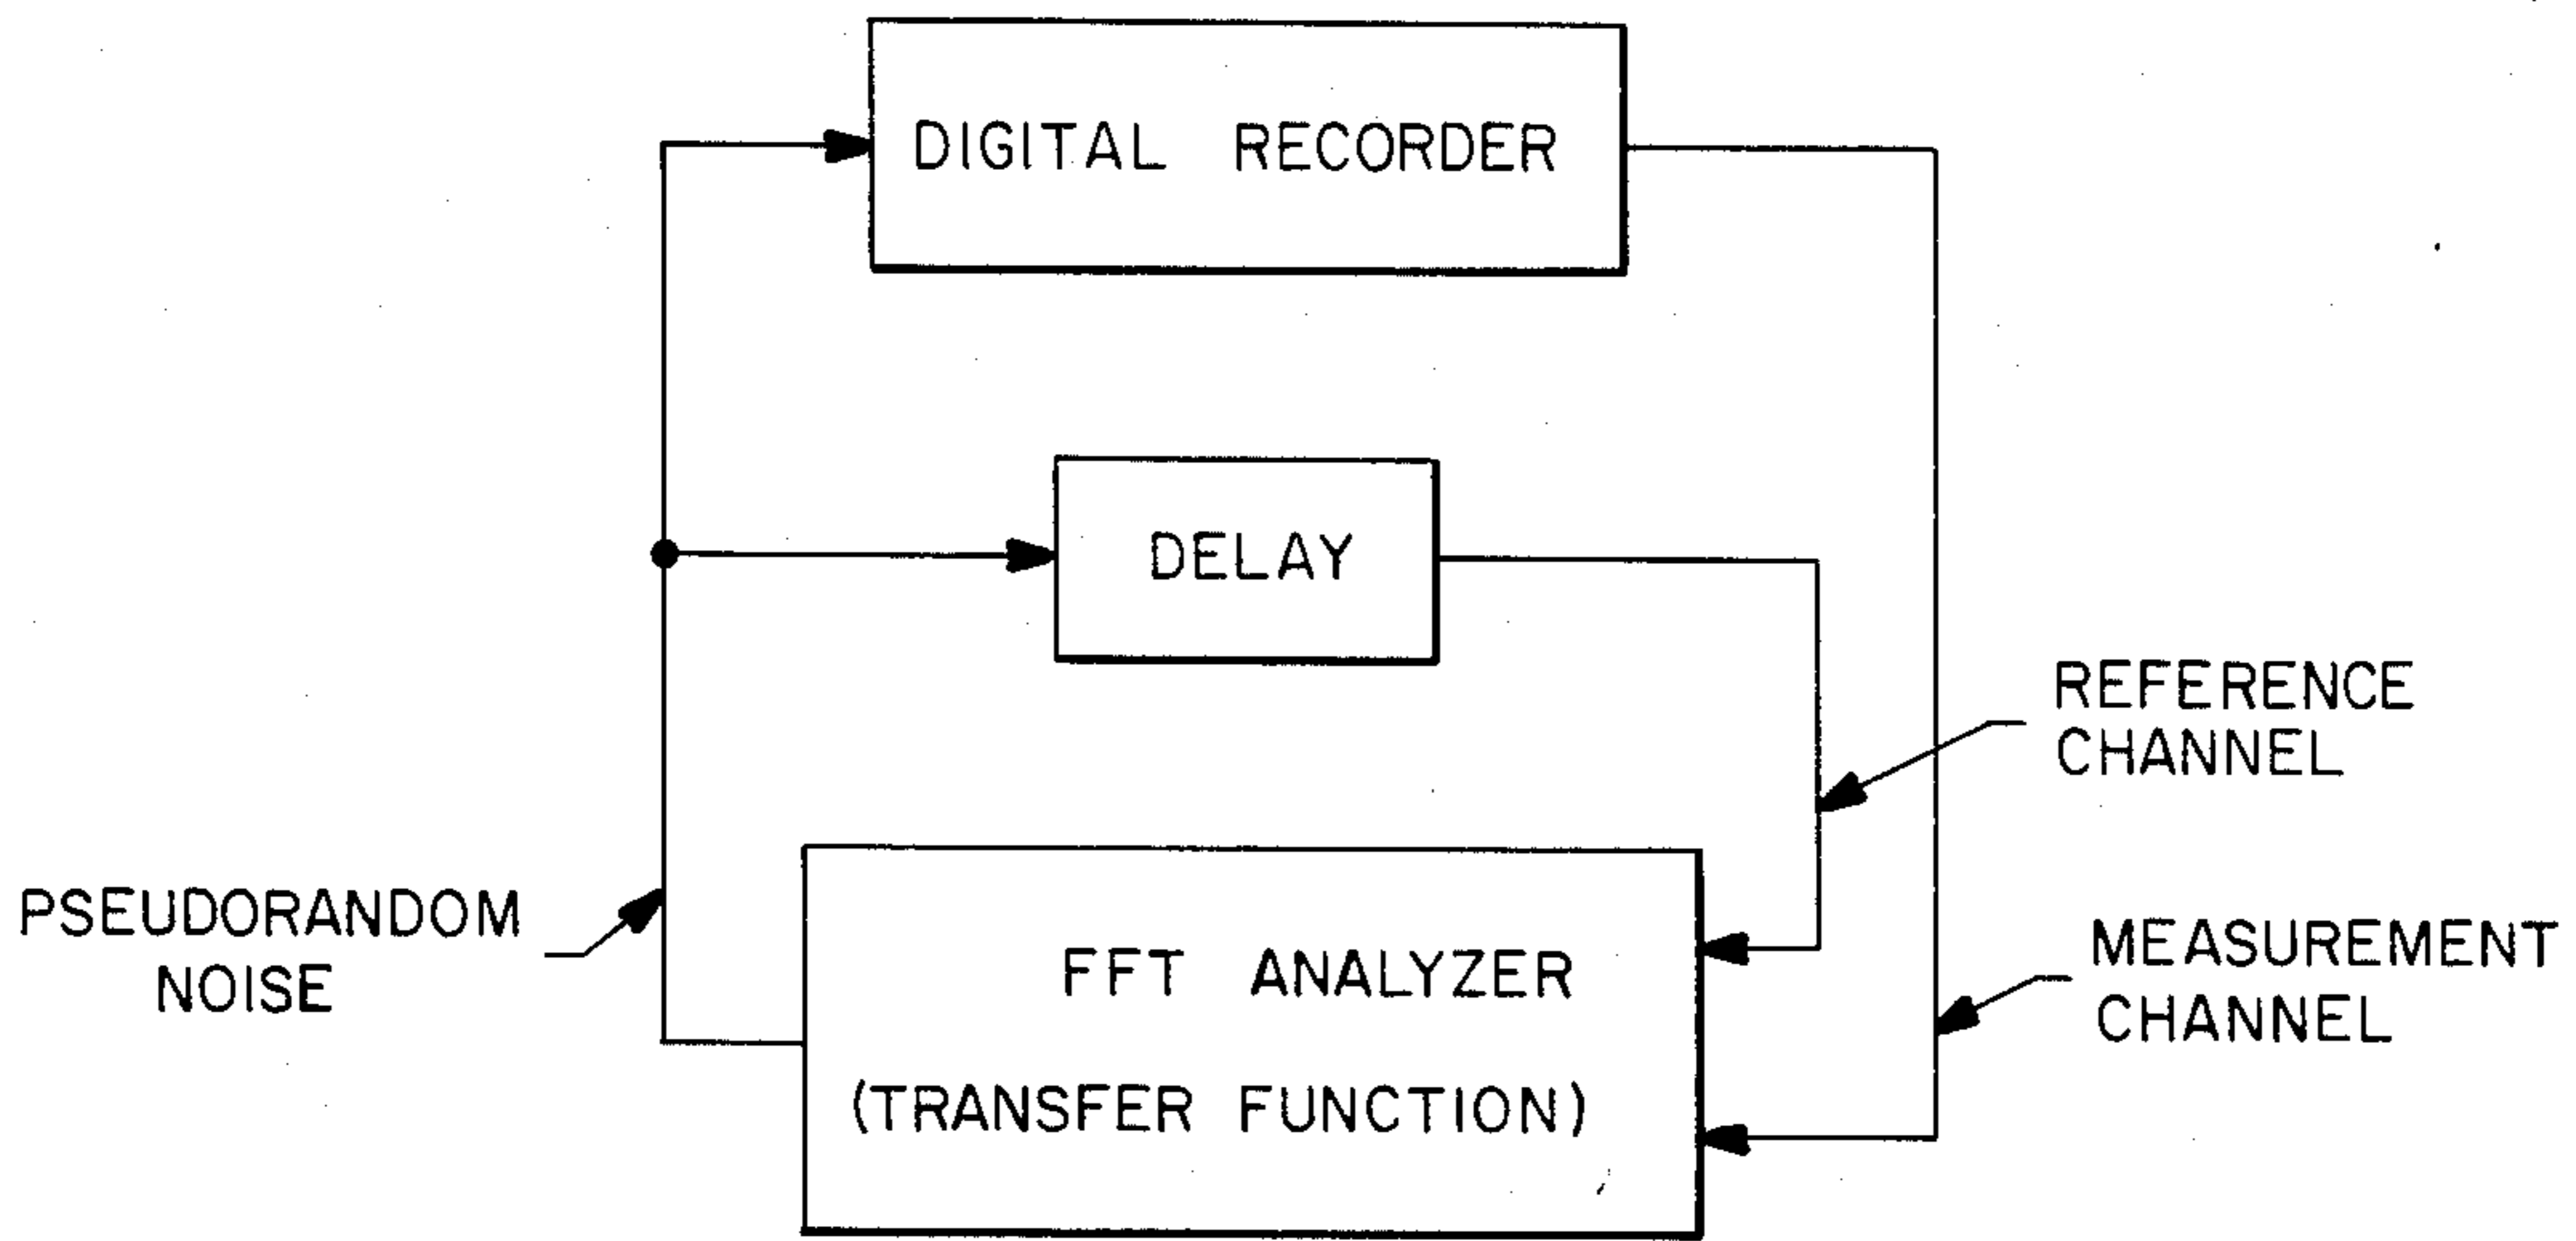 DIGITAL RECORDER
DELAY
REFERENCE
CHANNEL
PSEUDORANDOM
NOISE
FFT ANALYZER
(TRANSFER FUNCTION)
MEASUREMENT
CHANNEL